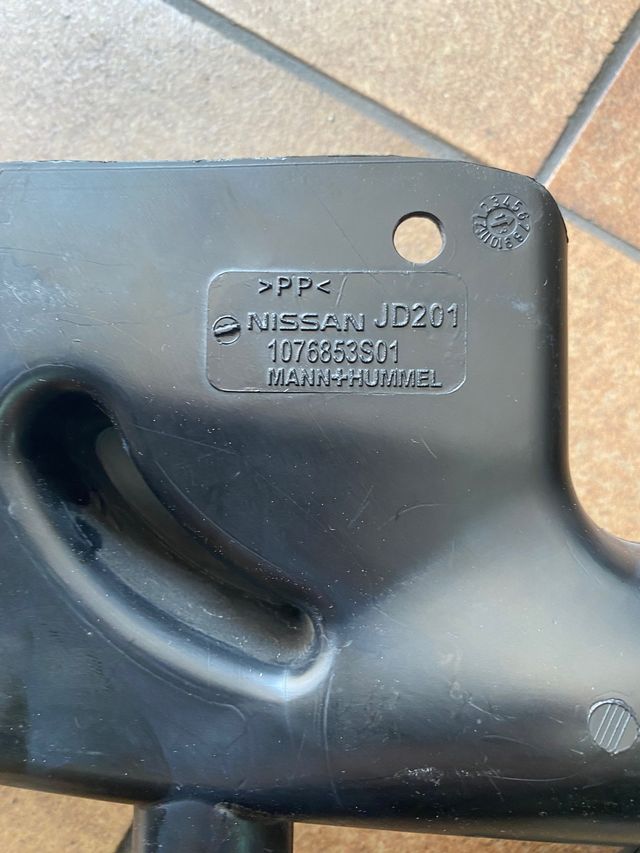 >PP<
NISSAN JD201
1076853S01
MANN+HUMMEL